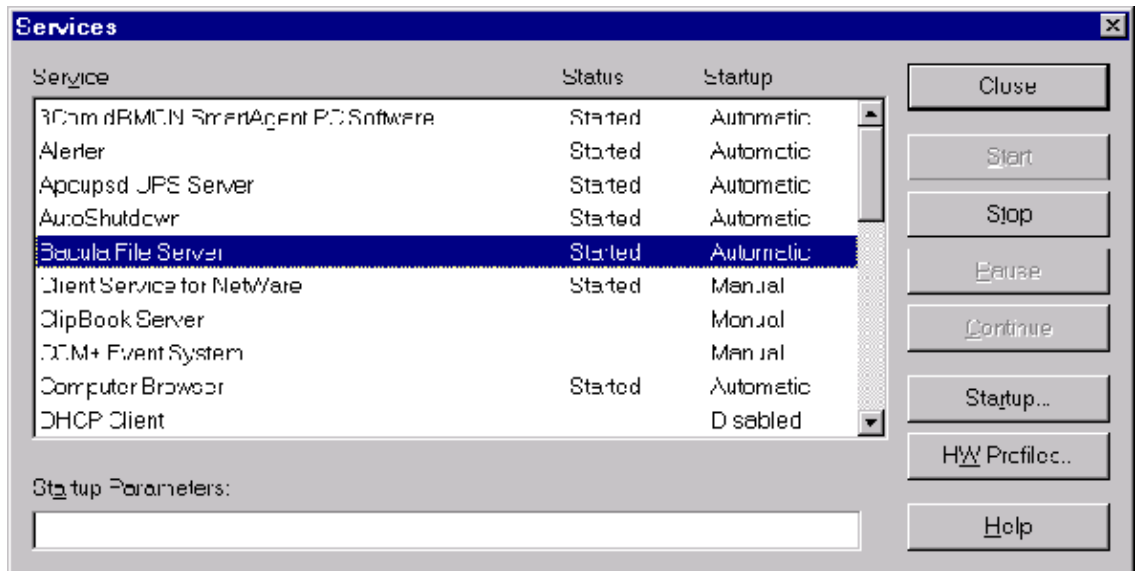 Services
Service Status Startup
3Com dRMON SmartAgent PC Software Started Automatic
Alerter Started Automatic
Apcupsd UPS Server Started Automatic
AutoShutdown Started Automatic
Bacula File Server Started Automatic
Client Service for NetWare Started Manual
ClipBook Server Manual
COM+ Event System Manual
Computer Browser Started Automatic
DHCP Client Disabled
Startup Parameters:
Close
Start
Stop
Pause
Continue
Startup...
HW Profiles..
Help